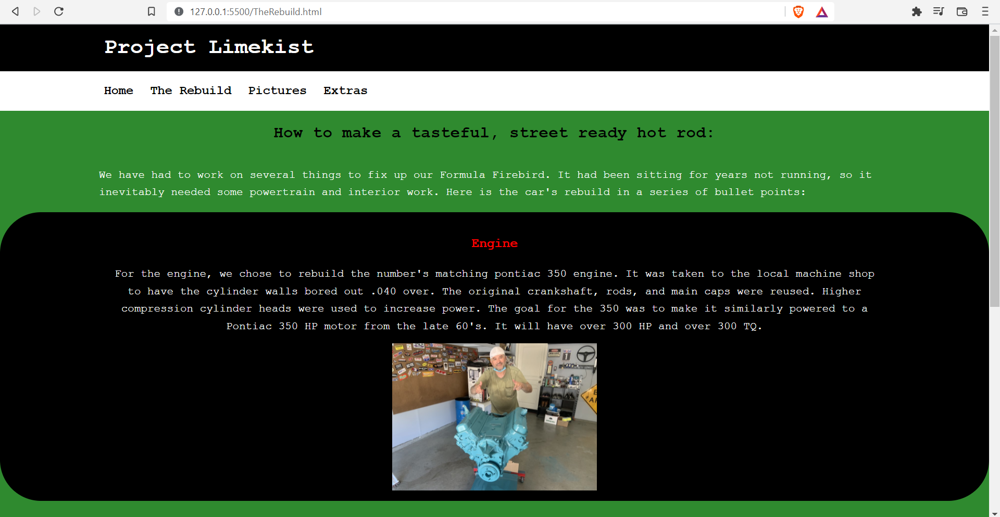 127.0.0.1:5500/TheRebuild.html
Project Limekist
Home The Rebuild Pictures Extras
How to make a tasteful, street ready hot rod:
We have had to work on several things to fix up our Formula Firebird. It had been sitting for years not running, so it
inevitably needed some powertrain and interior work. Here is the car's rebuild in a series of bullet points:
Engine
For the engine, we chose to rebuild the number's matching pontiac 350 engine. It was taken to the local machine shop
to have the cylinder walls bored out .040 over. The original crankshaft, rods, and main caps were reused. Higher
compression cylinder heads were used to increase power. The goal for the 350 was to make it similarly powered to a
Pontiac 350 HP motor from the late 60's. It will have over 300 HP and over 300 TQ.